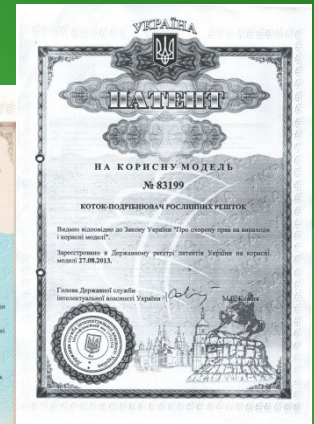 УКРАЇНА
ПАТЕНТ
НА КОРИСНУ МОДЕЛЬ
№ 83199
КОТОК-ПОДРІБНЮВАЧ РОСЛИННИХ РЕШТОК
Видано відповідно до Закону України "Про охорону прав на винаходи
і корисні моделі".
Зареєстровано в Державному реєстрі патентів України на корисні
моделі 27.08.2013.
Голова Державної служби
інтелектуальної власності України